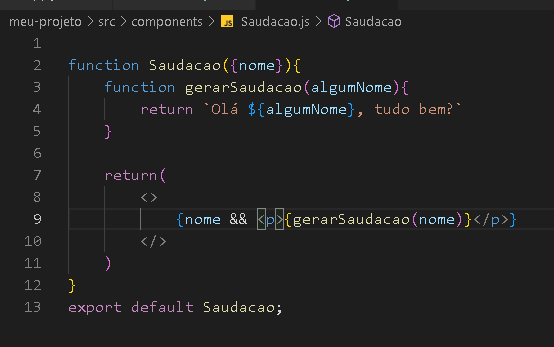 meu-projeto > src > components > JS Saudacao.js > Saudacao
1
2 function Saudacao({nome}){
3 function gerarSaudacao(algumNome){
4 return `Olá ${algumNome}, tudo bem?`
5 }
6
7 return(
8 <>
9 {nome && <p>{gerarSaudacao(nome)}</p>}
10 </>
11 )
12 }
13 export default Saudacao;